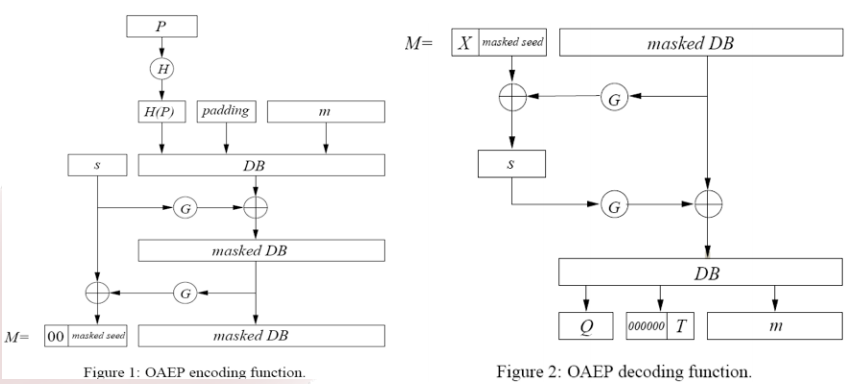 P
H
H(P) padding m
s DB
G
masked DB
G
M= 00 masked seed masked DB
Figure 1: OAEP encoding function.
M= X masked seed masked DB
G
s
G
DB
Q 000000 T m
Figure 2: OAEP decoding function.